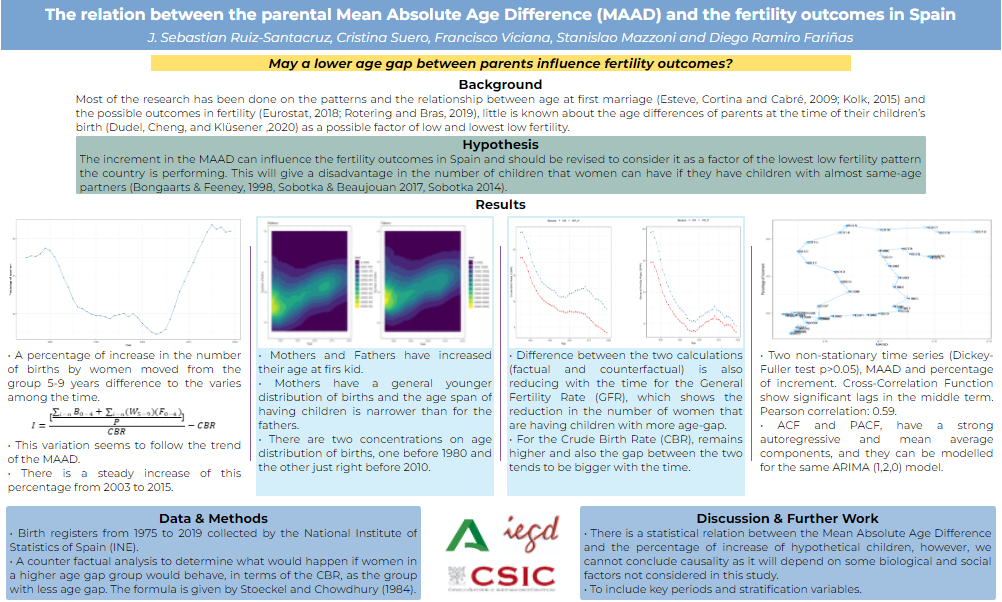 The relation between the parental Mean Absolute Age Difference (MAAD) and the fertility outcomes in Spain
J. Sebastian Ruiz-Santacruz, Cristina Suero, Francisco Viciana, Stanislao Mazzoni and Diego Ramiro Fariñas
May a lower age gap between parents influence fertility outcomes?
Background
Most of the research has been done on the patterns and the relationship between age at first marriage (Esteve, Cortina and Cabré, 2009; Kolk, 2015) and
the possible outcomes in fertility (Eurostat, 2018; Rotering and Bras, 2019), little is known about the age differences of parents at the time of their children's
birth (Dudel, Cheng, and Klüsener ,2020) as a possible factor of low and lowest low fertility.
Hypothesis
The increment in the MAAD can influence the fertility outcomes in Spain and should be revised to consider it as a factor of the lowest low fertility pattern
the country is performing. This will give a disadvantage in the number of children that women can have if they have children with almost same-age
partners (Bongaarts & Feeney, 1998, Sobotka & Beaujouan 2017, Sobotka 2014).
Results
· A percentage of increase in the number
of births by women moved from the
group 5-9 years difference to the varies
among the time.
I = [∑i=n B0−4 + ∑i=n(W5−9)(F0−4) / P] / CBR − CBR
· This variation seems to follow the trend
of the MAAD.
· There is a steady increase of this
percentage from 2003 to 2015.
· Mothers and Fathers have increased
their age at firs kid.
· Mothers have a general younger
distribution of births and the age span of
having children is narrower than for the
fathers.
· There are two concentrations on age
distribution of births, one before 1980 and
the other just right before 2010.
· Difference between the two calculations
(factual and counterfactual) is also
reducing with the time for the General
Fertility Rate (GFR), which shows the
reduction in the number of women that
are having children with more age-gap.
· For the Crude Birth Rate (CBR), remains
higher and also the gap between the two
tends to be bigger with the time.
· Two non-stationary time series (Dickey-
Fuller test p>0.05), MAAD and percentage
of increment. Cross-Correlation Function
show significant lags in the middle term.
Pearson correlation: 0.59.
· ACF and PACF, have a strong
autoregressive and mean average
components, and they can be modelled
for the same ARIMA (1,2,0) model.
Data & Methods
· Birth registers from 1975 to 2019 collected by the National Institute of
Statistics of Spain (INE).
· A counter factual analysis to determine what would happen if women in
a higher age gap group would behave, in terms of the CBR, as the group
with less age gap. The formula is given by Stoeckel and Chowdhury (1984).
iegd
CSIC
Discussion & Further Work
· There is a statistical relation between the Mean Absolute Age Difference
and the percentage of increase of hypothetical children, however, we
cannot conclude causality as it will depend on some biological and social
factors not considered in this study.
· To include key periods and stratification variables.